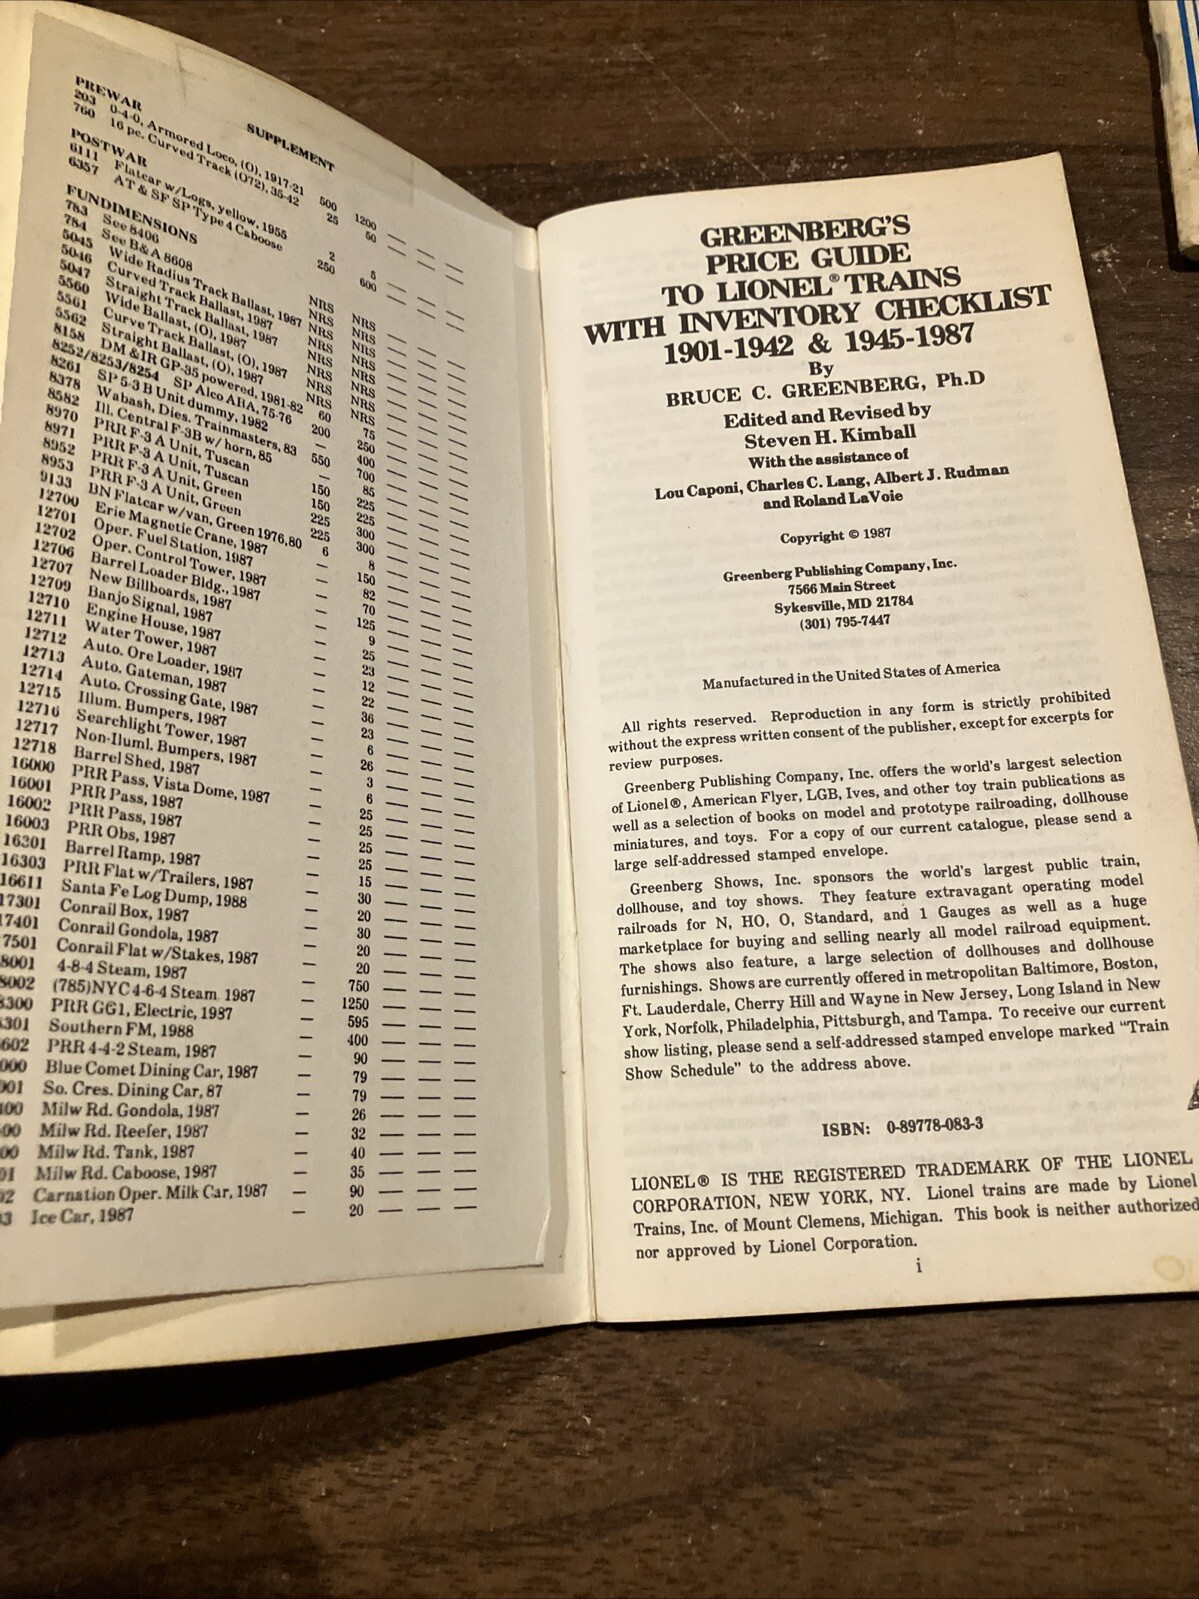 PREWAR
SUPPLEMENT
203 0-4-0, Armored Loco, (O), 1917-21 500 1200 — — —
760 16 pc. Curved Track (O72), 35-42 25 50 — — —
POSTWAR
6111 Flatcar w/Logs, yellow, 1955 2 5 — — —
6357 AT & SF SP Type 4 Caboose 250 600 — — —
FUNDIMENSIONS
783 See 8406
784 See B&A 8608
5045 Wide Radius Track Ballast, 1987 NRS NRS — — —
5046 Curved Track Ballast, 1987 NRS NRS — — —
5047 Straight Track Ballast, 1987 NRS NRS — — —
5560 Wide Ballast, (O), 1987 NRS NRS — — —
5561 Curve Track Ballast, (O), 1987 NRS NRS — — —
5562 Straight Ballast, (O), 1987 NRS NRS — — —
8158 DM &IR GP-35 powered, 1981-82 60 75 — — —
8252/8253/8254 SP Alco ABA, 75-76 200 250 — — —
8261 SP 5-3 B Unit dummy, 1982 — 400 — — —
8378 Wabash, Dies. Trainmasters, 83 550 700 — — —
8582 Ill. Central F-3B w/ horn, 85 — 85 — — —
8970 PRR F-3 A Unit, Tuscan 150 225 — — —
8971 PRR F-3 A Unit, Tuscan 150 225 — — —
8952 PRR F-3 A Unit, Green 225 300 — — —
8953 PRR F-3 A Unit, Green 225 300 — — —
9133 BN Flatcar w/van, Green 1976,80 6 8 — — —
12700 Erie Magnetic Crane, 1987 — 150 — — —
12701 Oper. Fuel Station, 1987 — 82 — — —
12702 Oper. Control Tower, 1987 — 70 — — —
12706 Barrel Loader Bldg., 1987 — 125 — — —
12707 New Billboards, 1987 — 9 — — —
12709 Banjo Signal, 1987 — 25 — — —
12710 Engine House, 1987 — 23 — — —
12711 Water Tower, 1987 — 12 — — —
12712 Auto. Ore Loader, 1987 — 22 — — —
12713 Auto. Gateman, 1987 — 36 — — —
12714 Auto. Crossing Gate, 1987 — 23 — — —
12715 Illum. Bumpers, 1987 — 6 — — —
12716 Searchlight Tower, 1987 — 26 — — —
12717 Non-Iluml. Bumpers, 1987 — 3 — — —
12718 Barrel Shed, 1987 — 6 — — —
16000 PRR Pass, Vista Dome, 1987 — 25 — — —
16001 PRR Pass, 1987 — 25 — — —
16002 PRR Pass, 1987 — 25 — — —
16003 PRR Obs, 1987 — 25 — — —
16301 Barrel Ramp, 1987 — 15 — — —
16303 PRR Flat w/Trailers, 1987 — 30 — — —
16611 Santa Fe Log Dump, 1988 — 20 — — —
17301 Conrail Box, 1987 — 30 — — —
17401 Conrail Gondola, 1987 — 20 — — —
7501 Conrail Flat w/Stakes, 1987 — 20 — — —
8001 4-8-4 Steam, 1987 — 750 — — —
8002 (785)NYC 4-6-4 Steam 1987 — 1250 — — —
8300 PRR GG1, Electric, 1987 — 595 — — —
301 Southern FM, 1988 — 400 — — —
602 PRR 4-4-2 Steam, 1987 — 90 — — —
000 Blue Comet Dining Car, 1987 — 79 — — —
001 So. Cres. Dining Car, 87 — 79 — — —
100 Milw Rd. Gondola, 1987 — 26 — — —
00 Milw Rd. Reefer, 1987 — 32 — — —
00 Milw Rd. Tank, 1987 — 40 — — —
01 Milw Rd. Caboose, 1987 — 35 — — —
02 Carnation Oper. Milk Car, 1987 — 90 — — —
3 Ice Car, 1987 — 20 — — —
GREENBERG'S
PRICE GUIDE
TO LIONEL® TRAINS
WITH INVENTORY CHECKLIST
1901-1942 & 1945-1987
By
BRUCE C. GREENBERG, Ph.D
Edited and Revised by
Steven H. Kimball
With the assistance of
Lou Caponi, Charles C. Lang, Albert J. Rudman
and Roland LaVoie
Copyright © 1987
Greenberg Publishing Company, Inc.
7566 Main Street
Sykesville, MD 21784
(301) 795-7447
Manufactured in the United States of America
All rights reserved. Reproduction in any form is strictly prohibited
without the express written consent of the publisher, except for excerpts for
review purposes.
Greenberg Publishing Company, Inc. offers the world's largest selection
of Lionel®, American Flyer, LGB, Ives, and other toy train publications as
well as a selection of books on model and prototype railroading, dollhouse
miniatures, and toys. For a copy of our current catalogue, please send a
large self-addressed stamped envelope.
Greenberg Shows, Inc. sponsors the world's largest public train,
dollhouse, and toy shows. They feature extravagant operating model
railroads for N, HO, O, Standard, and 1 Gauges as well as a huge
marketplace for buying and selling nearly all model railroad equipment.
The shows also feature, a large selection of dollhouses and dollhouse
furnishings. Shows are currently offered in metropolitan Baltimore, Boston,
Ft. Lauderdale, Cherry Hill and Wayne in New Jersey, Long Island in New
York, Norfolk, Philadelphia, Pittsburgh, and Tampa. To receive our current
show listing, please send a self-addressed stamped envelope marked "Train
Show Schedule" to the address above.
ISBN: 0-89778-083-3
LIONEL® IS THE REGISTERED TRADEMARK OF THE LIONEL
CORPORATION, NEW YORK, NY. Lionel trains are made by Lionel
Trains, Inc. of Mount Clemens, Michigan. This book is neither authorized
nor approved by Lionel Corporation.
i